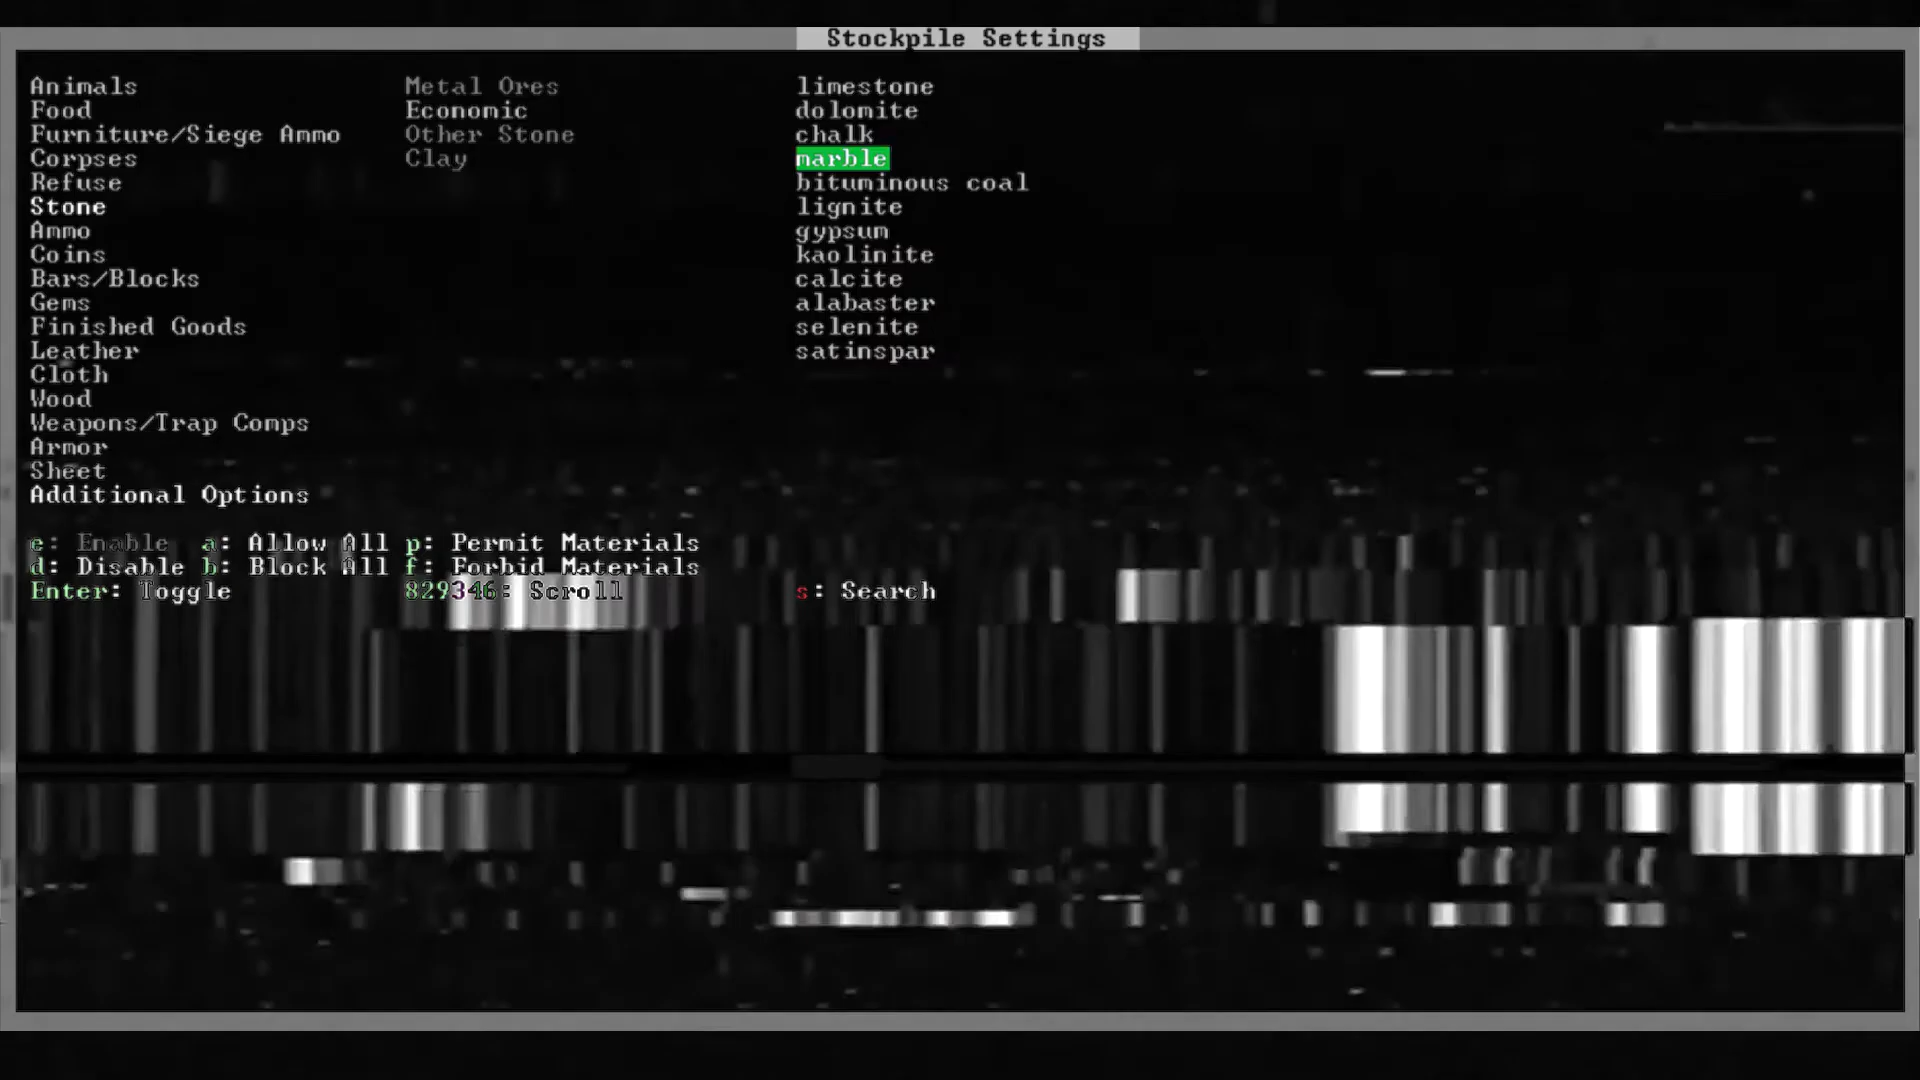 Stockpile Settings
Animals Metal Ores limestone
Food Economic dolomite
Furniture/Siege Ammo Other Stone chalk
Corpses Clay marble
Refuse bituminous coal
Stone lignite
Ammo gypsum
Coins kaolinite
Bars/Blocks calcite
Gems alabaster
Finished Goods selenite
Leather satinspar
Cloth
Wood
Weapons/Trap Comps
Armor
Sheet
Additional Options
e: Enable a: Allow All p: Permit Materials
d: Disable b: Block All f: Forbid Materials
Enter: Toggle 829346: Scroll s: Search